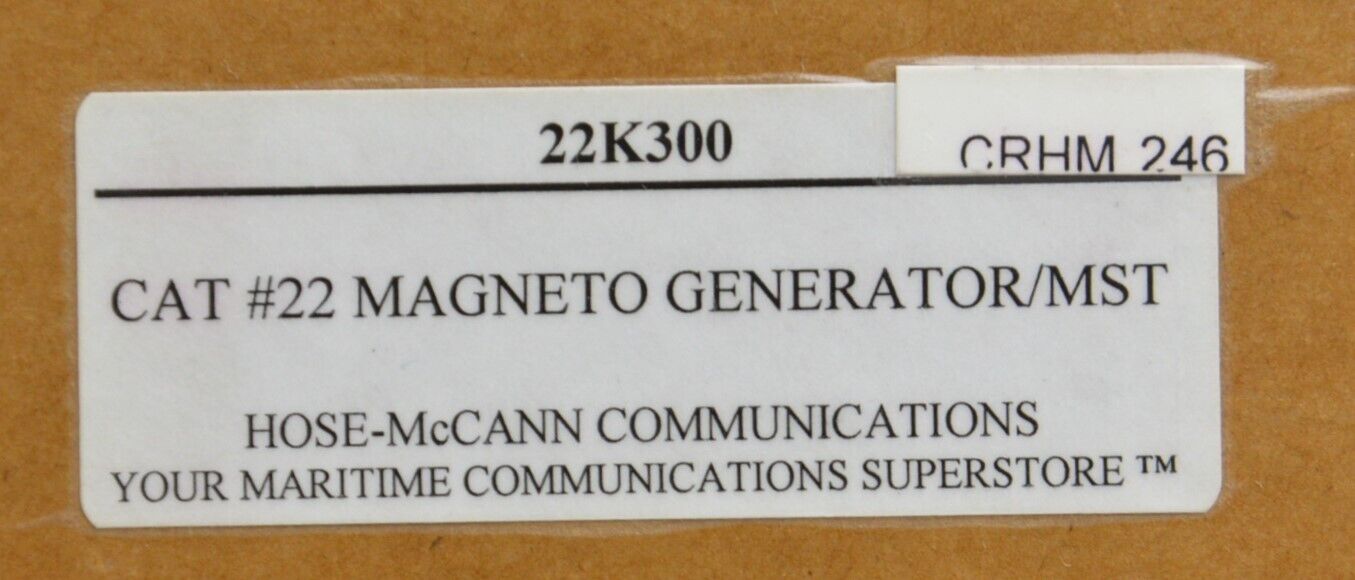 22K300
CRHM 246
CAT #22 MAGNETO GENERATOR/MST
HOSE-McCANN COMMUNICATIONS
YOUR MARITIME COMMUNICATIONS SUPERSTORE ™